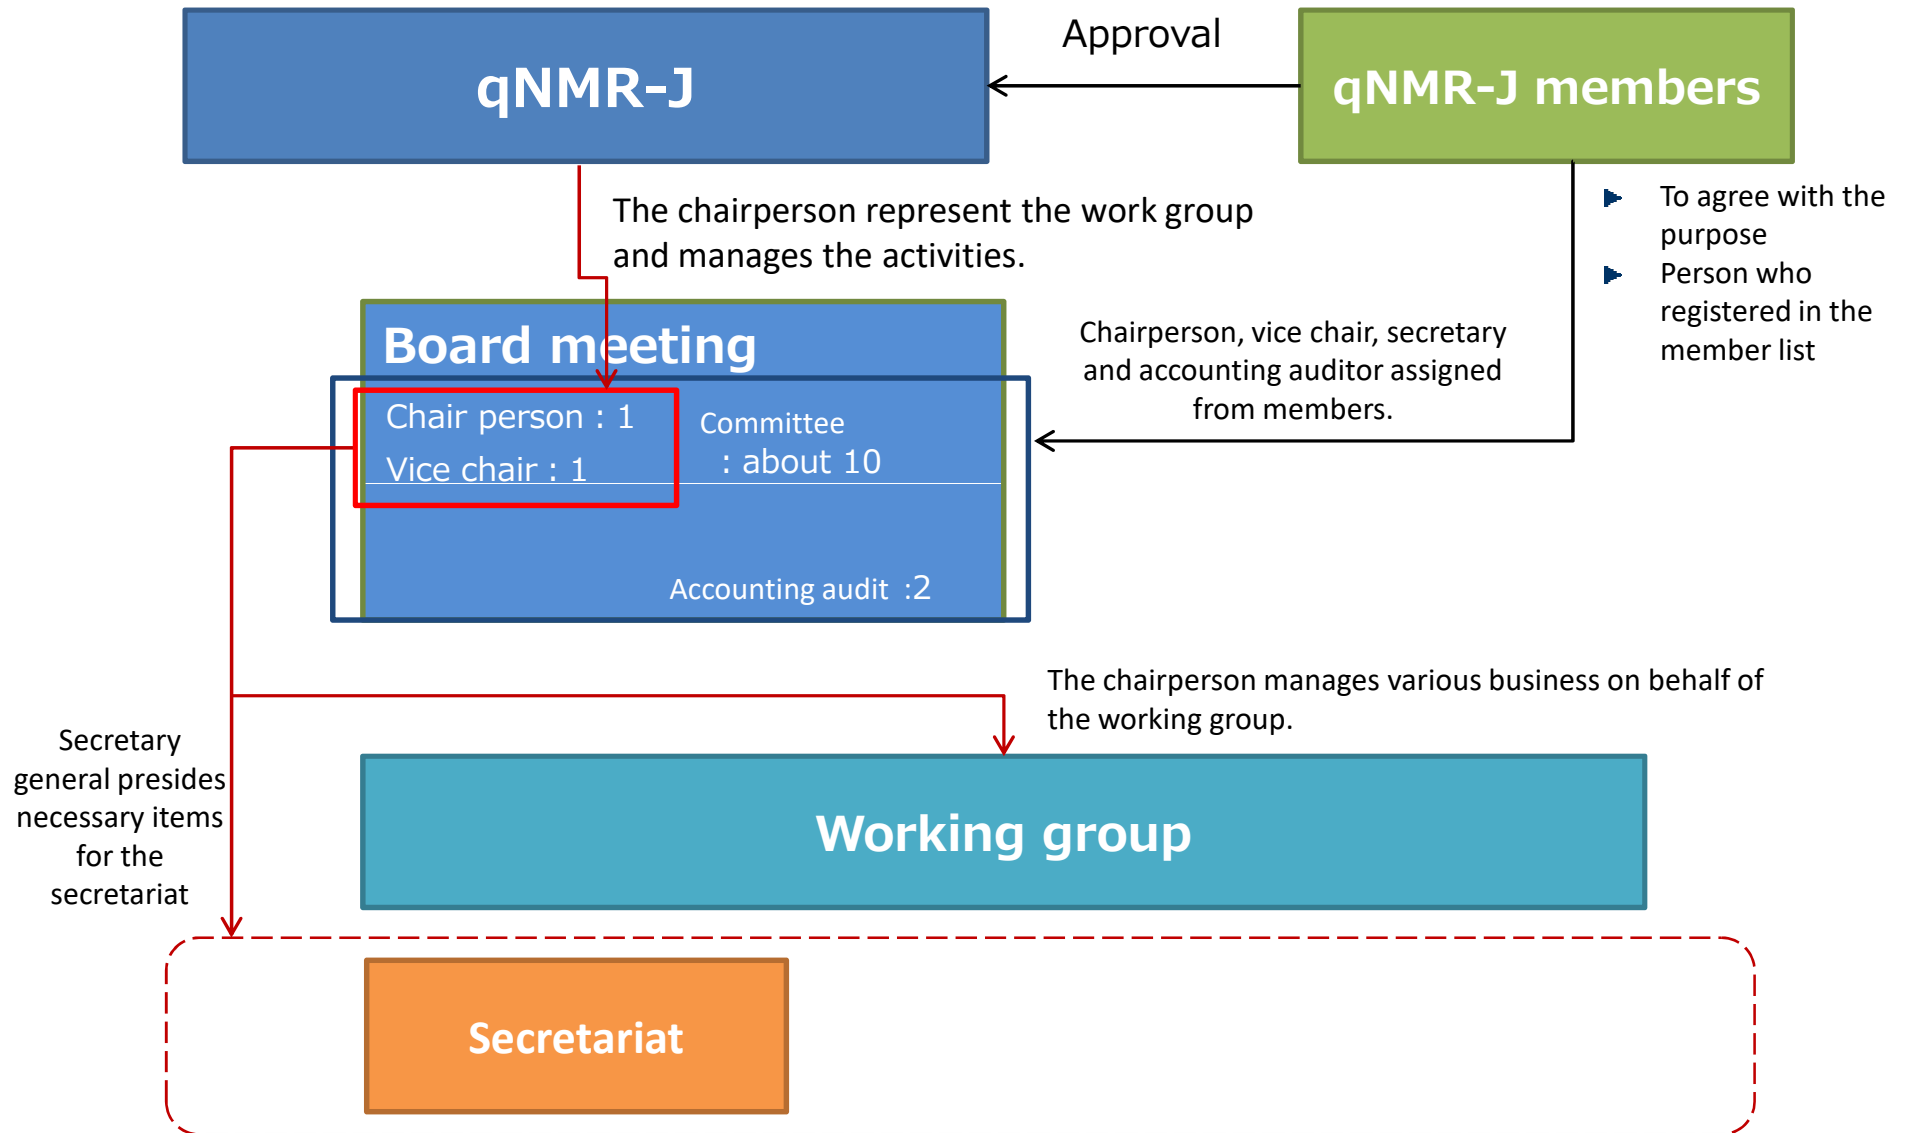 qNMR-J
Approval
qNMR-J members
The chairperson represent the work group
and manages the activities.
To agree with the
purpose
Person who
registered in the
member list
Board meeting
Chair person : 1
Vice chair : 1
Committee
: about 10
Accounting audit :2
Chairperson, vice chair, secretary
and accounting auditor assigned
from members.
The chairperson manages various business on behalf of
the working group.
Secretary
general presides
necessary items
for the
secretariat
Working group
Secretariat